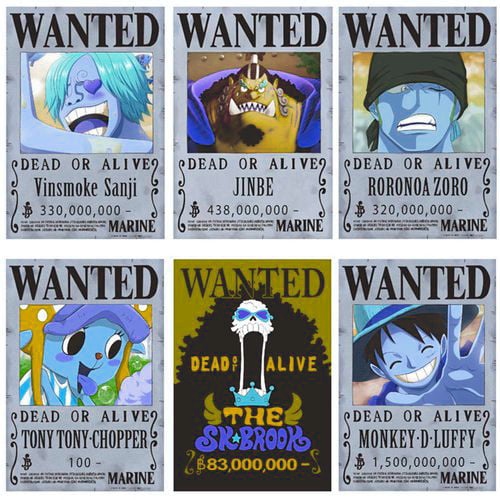 WANTED
DEAD OR ALIVE
Vinsmoke Sanji
330,000,000-
MARINE
WANTED
DEAD OR ALIVE
JINBE
438,000,000-
MARINE
WANTED
DEAD OR ALIVE
RORONOA ZORO
320,000,000-
MARINE
WANTED
DEAD OR ALIVE
TONY TONY·CHOPPER
100-
MARINE
WANTED
DEAD OR ALIVE
THE
SK★BROOK
83,000,000-
WANTED
DEAD OR ALIVE
MONKEY·D·LUFFY
1,500,000,000-
MARINE